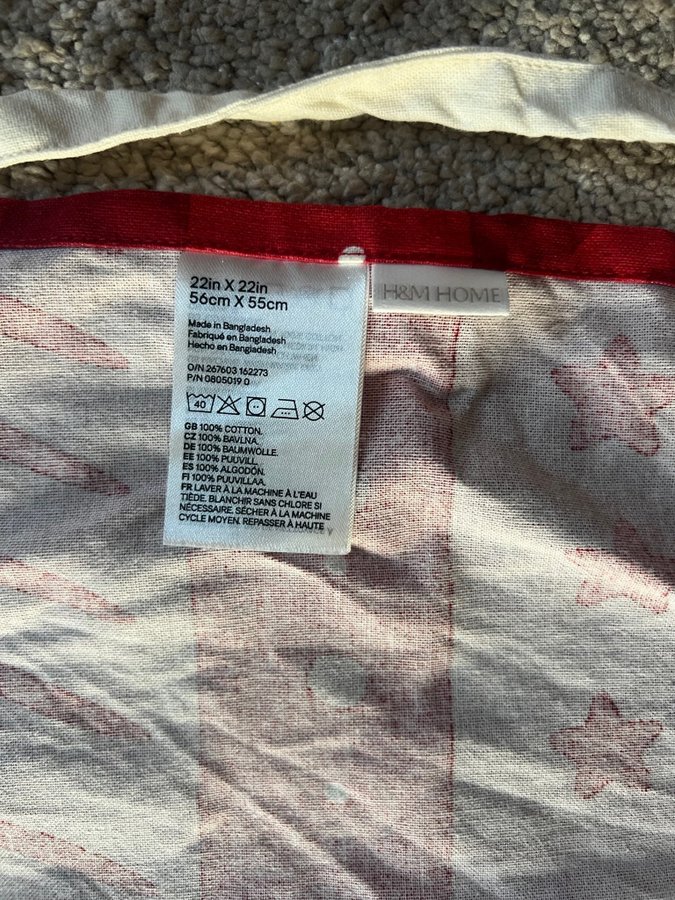 22in X 22in
56cm X 55cm
Made in Bangladesh
Fabriqué en Bangladesh
Hecho en Bangladesh
O/N 267603 162273
P/N 0805019 0
40
GB 100% COTTON.
CZ 100% BAVLNA.
DE 100% BAUMWOLLE.
EE 100% PUUVILL.
ES 100% ALGODÓN.
FI 100% PUUVILLAA.
FR LAVER À LA MACHINE À L'EAU
TIÈDE. BLANCHIR SANS CHLORE SI
NÉCESSAIRE. SÉCHER À LA MACHINE
CYCLE MOYEN. REPASSER À HAUTE
H&M HOME